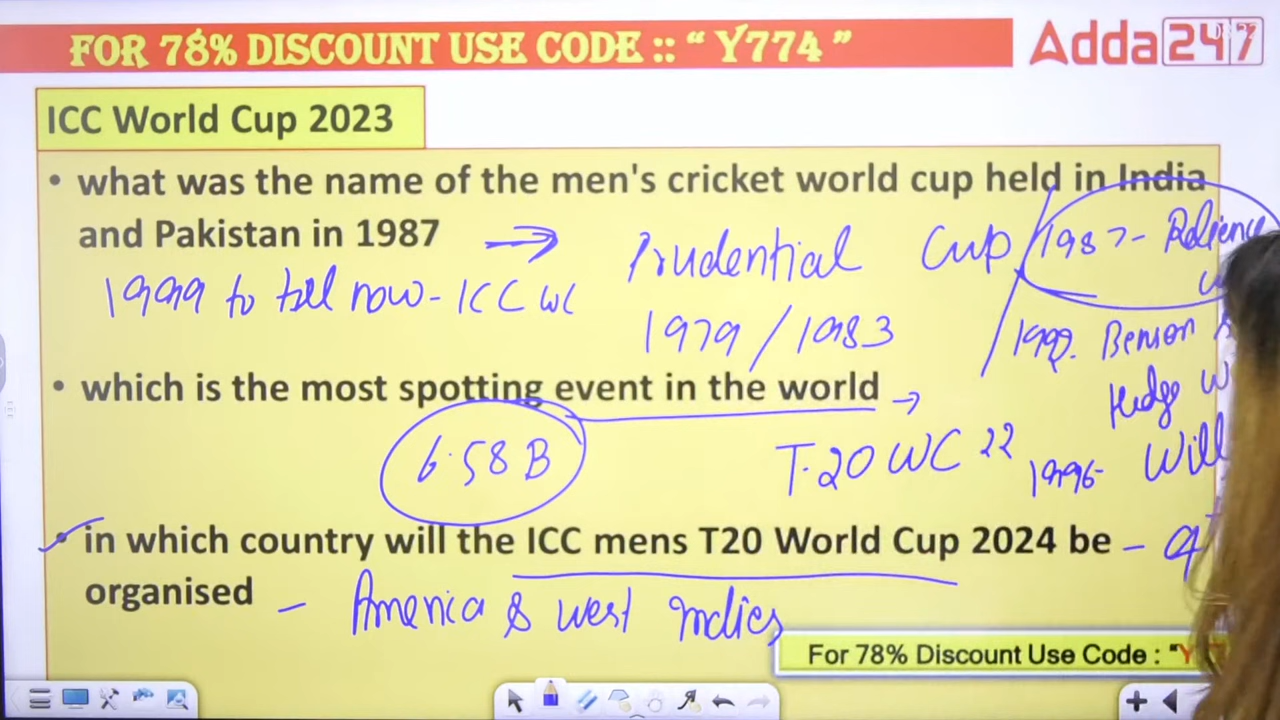 FOR 78% DISCOUNT USE CODE :: “ Y774 ”
Adda247
ICC World Cup 2023
• what was the name of the men's cricket world cup held in India
and Pakistan in 1987 → Prudential Cup / 1987- Relience
1999 to till now - ICC WC
1979 / 1983
Benson
• which is the most spotting event in the world →
Hedge W
6.58 B
T.20 WC 22
1996- Will
• in which country will the ICC mens T20 World Cup 2024 be -
organised - America & West Indies
For 78% Discount Use Code : "Y